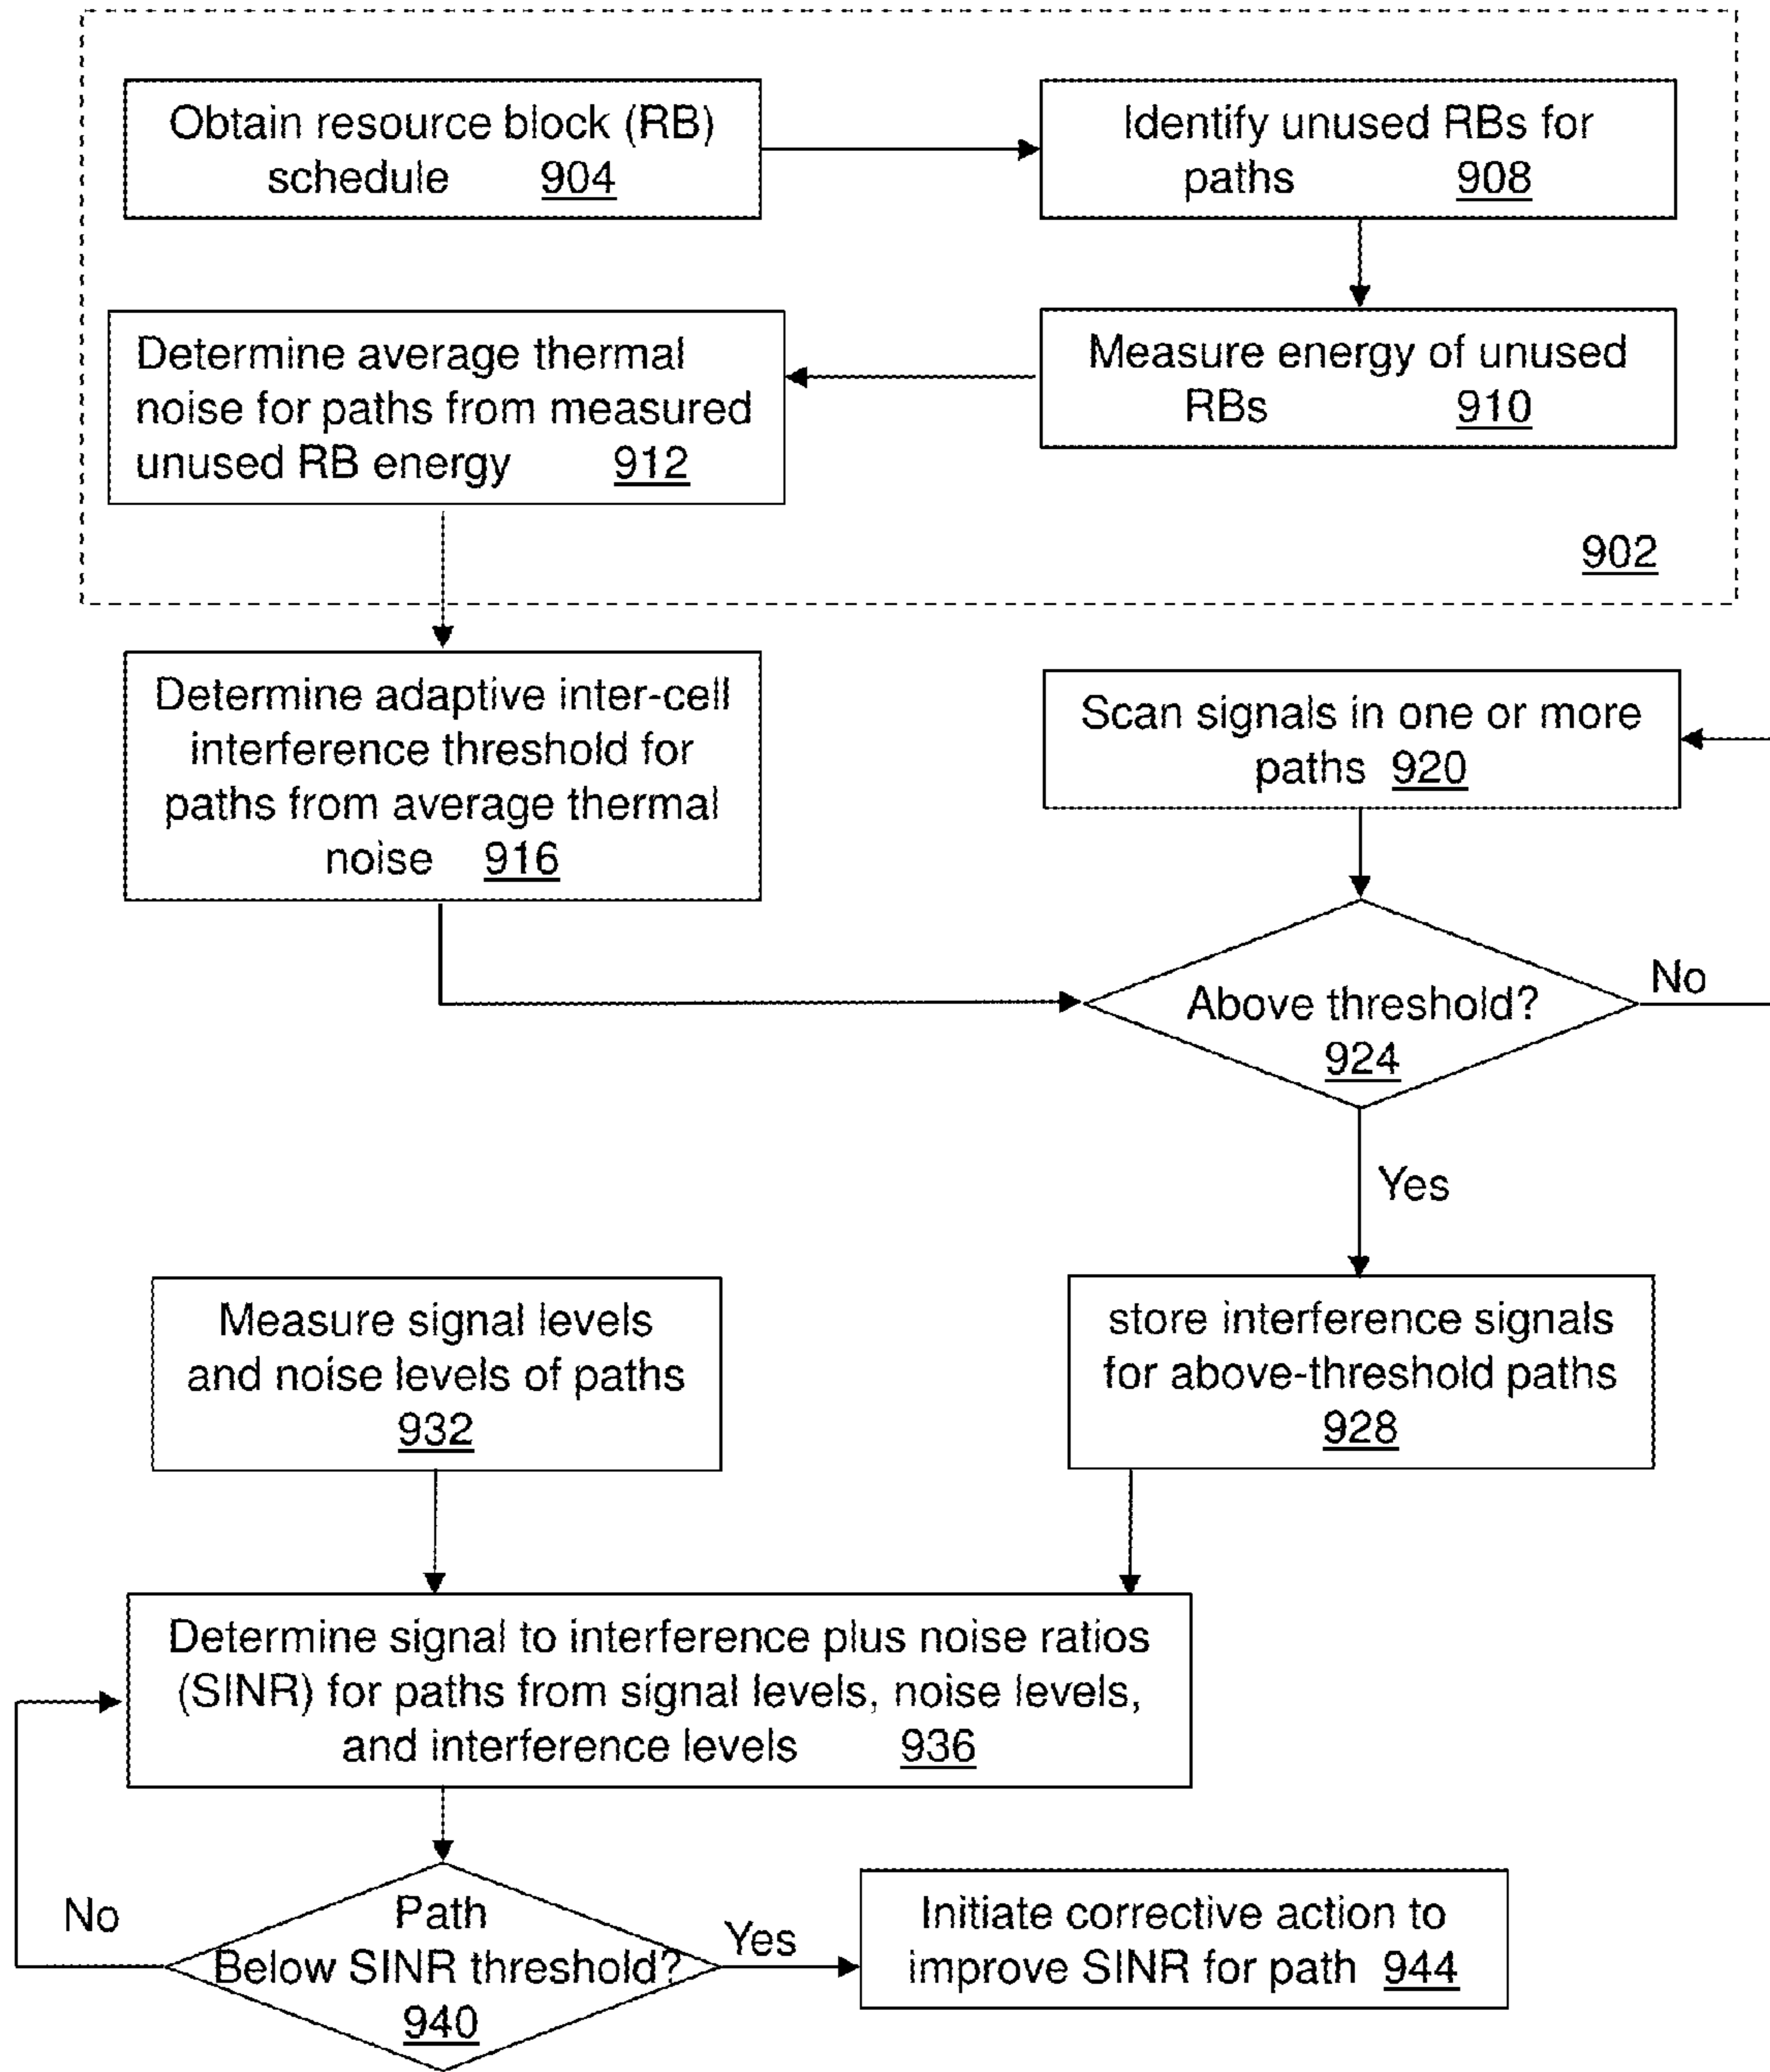 Obtain resource block (RB)
schedule 904
Identify unused RBs for
paths 908
Measure energy of unused
RBs 910
Determine average thermal
noise for paths from measured
unused RB energy 912
902
Determine adaptive inter-cell
interference threshold for
paths from average thermal
noise 916
Scan signals in one or more
paths 920
Above threshold?
924
No
Yes
store interference signals
for above-threshold paths
928
Measure signal levels
and noise levels of paths
932
Determine signal to interference plus noise ratios
(SINR) for paths from signal levels, noise levels,
and interference levels 936
No
Path
Below SINR threshold?
940
Yes
Initiate corrective action to
improve SINR for path 944